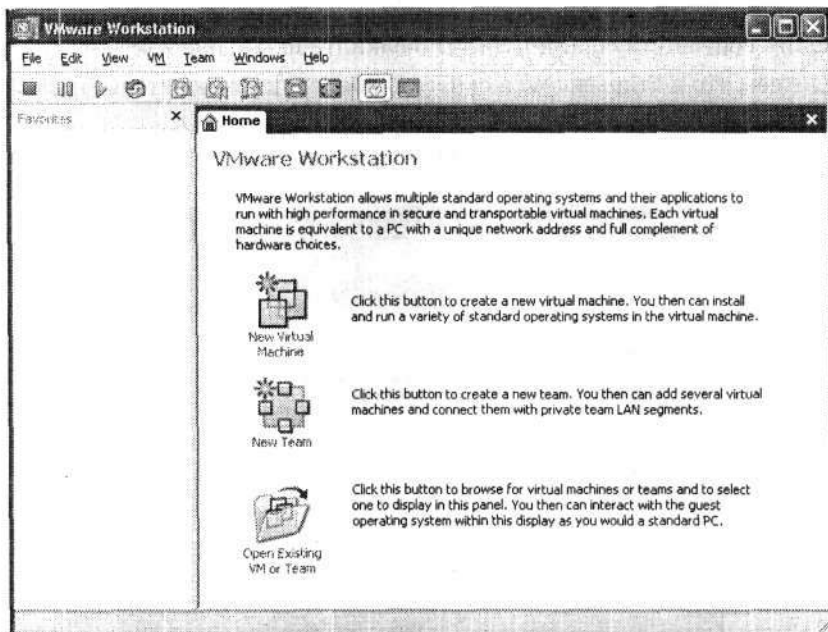 VMware Workstation
File Edit View VM Team Windows Help
Favorites
Home
VMware Workstation
VMware Workstation allows multiple standard operating systems and their applications to
run with high performance in secure and transportable virtual machines. Each virtual
machine is equivalent to a PC with a unique network address and full complement of
hardware choices.
New Virtual
Machine
Click this button to create a new virtual machine. You then can install
and run a variety of standard operating systems in the virtual machine.
New Team
Click this button to create a new team. You then can add several virtual
machines and connect them with private team LAN segments.
Open Existing
VM or Team
Click this button to browse for virtual machines or teams and to select
one to display in this panel. You then can interact with the guest
operating system within this display as you would a standard PC.